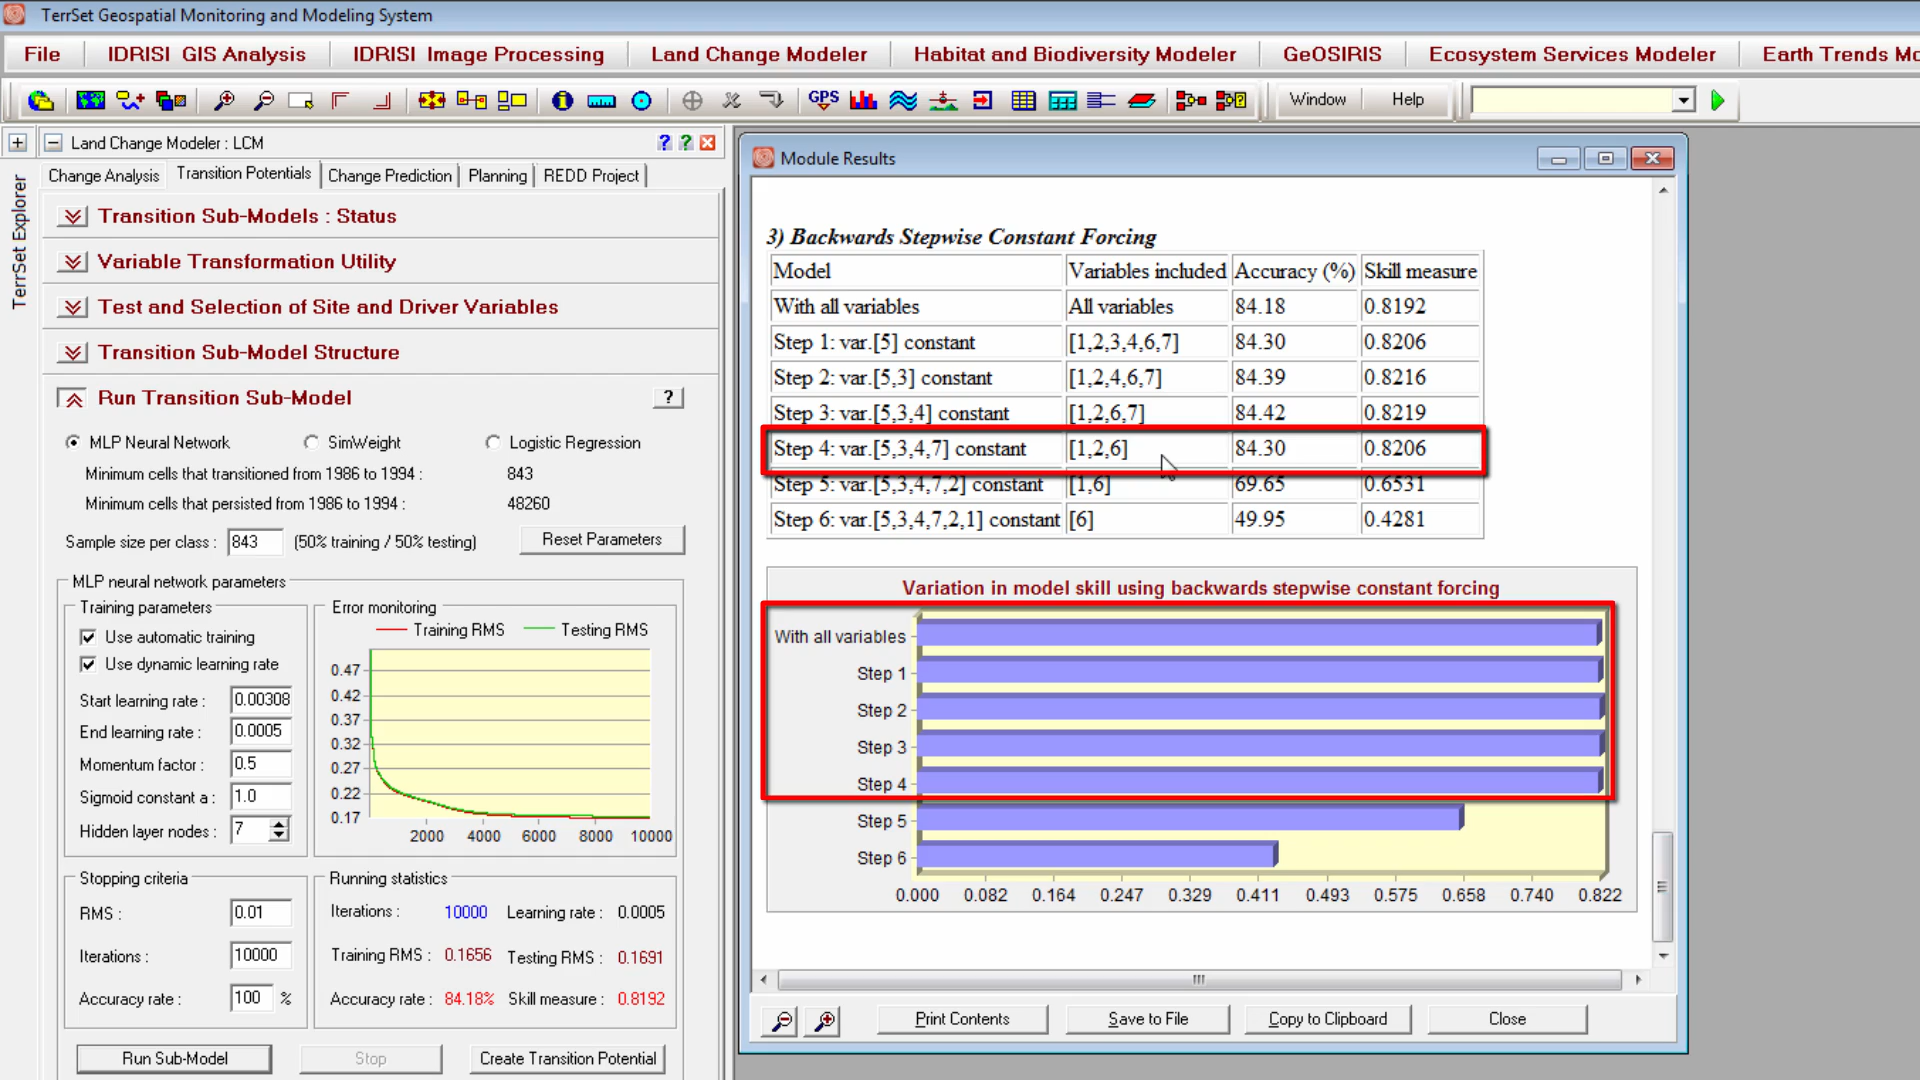 TerrSet Geospatial Monitoring and Modeling System
File IDRISI GIS Analysis IDRISI Image Processing Land Change Modeler Habitat and Biodiversity Modeler GeOSIRIS Ecosystem Services Modeler Earth Trends Mo
GPS Window Help
TerrSet Explorer
Land Change Modeler : LCM ? ?
Change Analysis Transition Potentials Change Prediction Planning REDD Project
Transition Sub-Models : Status
Variable Transformation Utility
Test and Selection of Site and Driver Variables
Transition Sub-Model Structure
Run Transition Sub-Model ?
MLP Neural Network SimWeight Logistic Regression
Minimum cells that transitioned from 1986 to 1994 : 843
Minimum cells that persisted from 1986 to 1994 : 48260
Sample size per class : 843 (50% training / 50% testing) Reset Parameters
MLP neural network parameters
Training parameters
Use automatic training
Use dynamic learning rate
Start learning rate : 0.00308
End learning rate : 0.0005
Momentum factor : 0.5
Sigmoid constant a : 1.0
Hidden layer nodes : 7
Error monitoring
Training RMS Testing RMS
0.47
0.42
0.37
0.32
0.27
0.22
0.17
2000 4000 6000 8000 10000
Stopping criteria
RMS : 0.01
Iterations : 10000
Accuracy rate : 100 %
Running statistics
Iterations : 10000 Learning rate : 0.0005
Training RMS : 0.1656 Testing RMS : 0.1691
Accuracy rate : 84.18% Skill measure : 0.8192
Run Sub-Model Stop Create Transition Potential
Module Results
3) Backwards Stepwise Constant Forcing
Model Variables included Accuracy (%) Skill measure
With all variables All variables 84.18 0.8192
Step 1: var.[5] constant [1,2,3,4,6,7] 84.30 0.8206
Step 2: var.[5,3] constant [1,2,4,6,7] 84.39 0.8216
Step 3: var.[5,3,4] constant [1,2,6,7] 84.42 0.8219
Step 4: var.[5,3,4,7] constant [1,2,6] 84.30 0.8206
Step 5: var.[5,3,4,7,2] constant [1,6] 69.65 0.6531
Step 6: var.[5,3,4,7,2,1] constant [6] 49.95 0.4281
Variation in model skill using backwards stepwise constant forcing
With all variables
Step 1
Step 2
Step 3
Step 4
Step 5
Step 6
0.000 0.082 0.164 0.247 0.329 0.411 0.493 0.575 0.658 0.740 0.822
Print Contents Save to File Copy to Clipboard Close